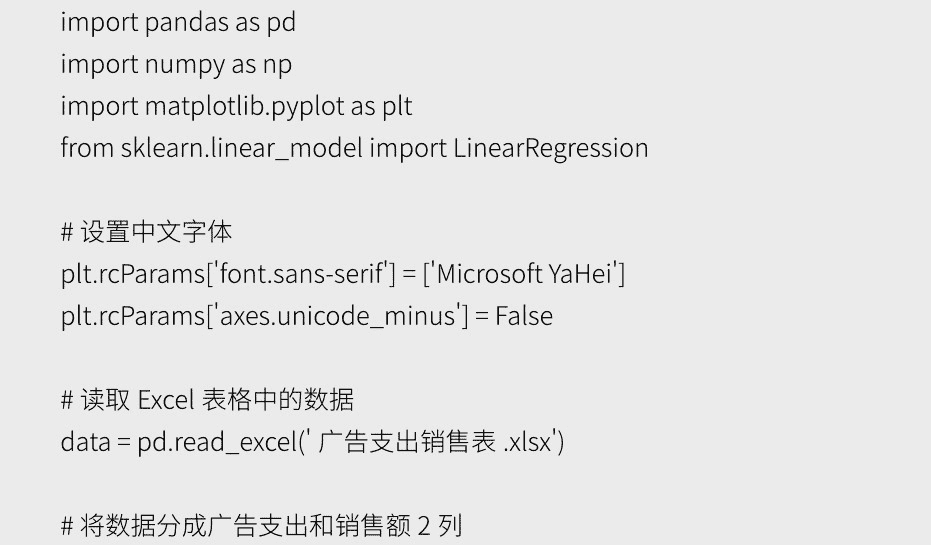 import pandas as pd
import numpy as np
import matplotlib.pyplot as plt
from sklearn.linear_model import LinearRegression
# 设置中文字体
plt.rcParams['font.sans-serif'] = ['Microsoft YaHei']
plt.rcParams['axes.unicode_minus'] = False
# 读取 Excel 表格中的数据
data = pd.read_excel(' 广告支出销售表 .xlsx')
# 将数据分成广告支出和销售额 2 列